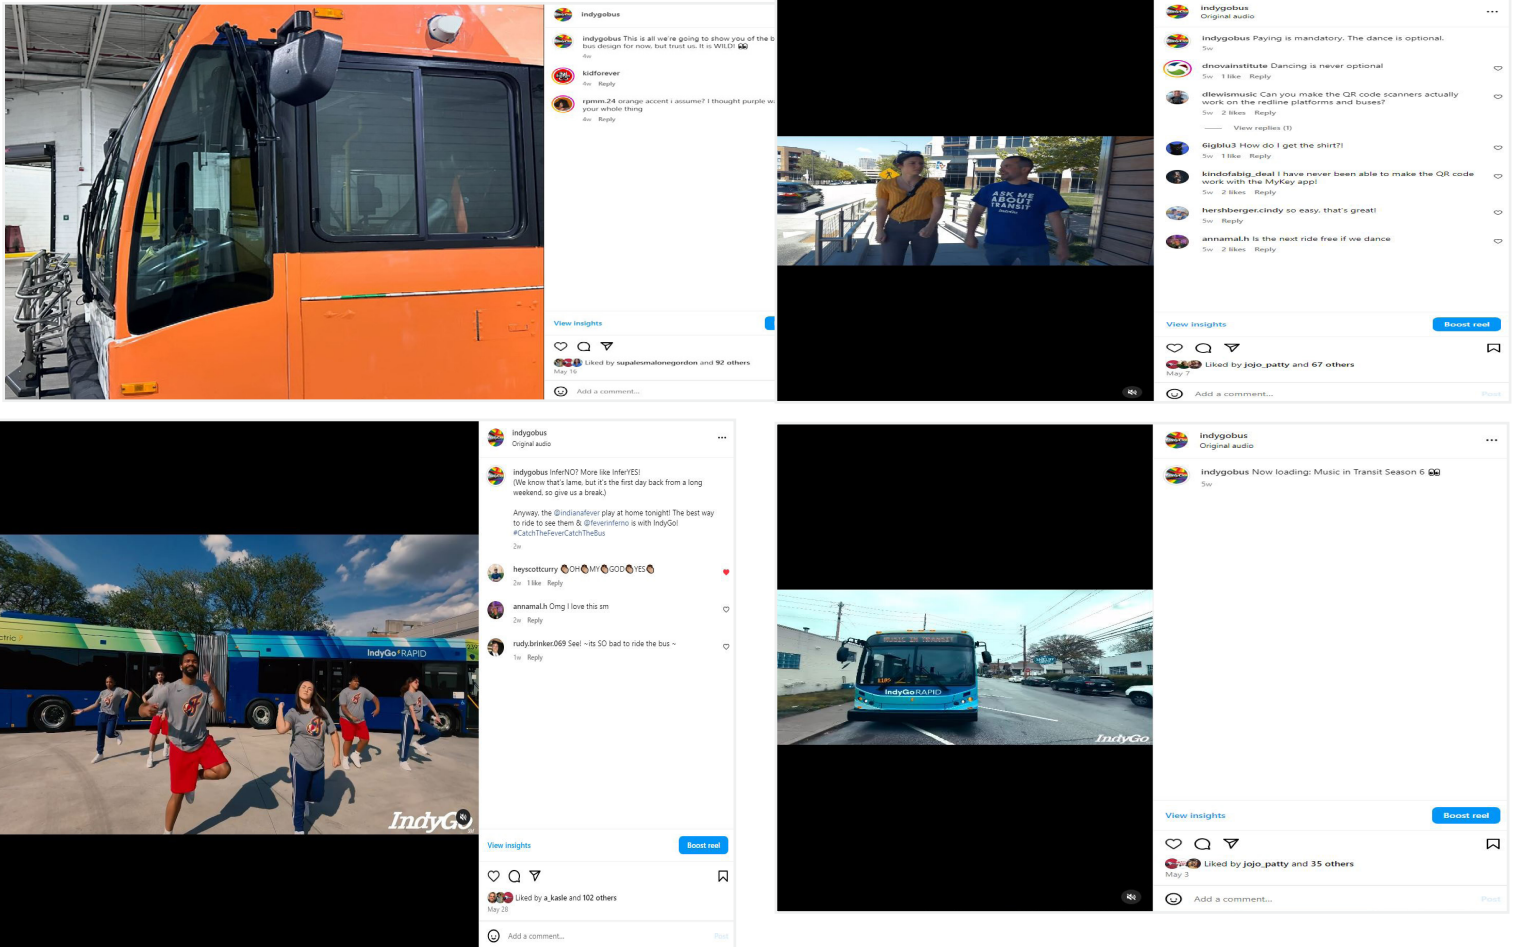 indygobus
indygobus This is all we're going to show you of the b
bus design for now, but trust us. It is WILD!
4w
kidforever
4w Reply
rpmm.24 orange accent i assume? I thought purple w
your whole thing
4w Reply
View insights
Liked by supalesmalonegordon and 92 others
May 16
Add a comment...
indygobus
Original audio
indygobus Paying is mandatory. The dance is optional.
5w
dnovainstitute Dancing is never optional
5w 1 like Reply
dlewismusic Can you make the QR code scanners actually
work on the redline platforms and buses?
5w 2 likes Reply
View replies (1)
6igblu3 How do I get the shirt?!
5w 1 like Reply
kindofabig_deal I have never been able to make the QR code
work with the MyKey app!
5w 2 likes Reply
hershberger.cindy so easy, that's great!
5w Reply
annamal.h Is the next ride free if we dance
5w 2 likes Reply
View insights
Boost reel
Liked by jojo_patty and 67 others
May 7
Add a comment...
Post
ASK ME
ABOUT
TRANSIT
indygobus
Original audio
indygobus InferNO? More like InferYES!
(We know that's lame, but it's the first day back from a long
weekend, so give us a break.)
Anyway, the @indianafever play at home tonight! The best way
to ride to see them & @feverinferno is with IndyGo!
#CatchTheFeverCatchTheBus
2w
heyscottcurry OH MY GOD YES
2w 1 like Reply
annamal.h Omg I love this sm
2w Reply
rudy.brinker.069 See! ~its SO bad to ride the bus ~
1w Reply
View insights
Boost reel
Liked by a_kasle and 102 others
May 28
Add a comment...
Post
ctric
IndyGo RAPID
IndyGo
indygobus
Original audio
indygobus Now loading: Music in Transit Season 6
5w
View insights
Boost reel
Liked by jojo_patty and 35 others
May 3
Add a comment...
Post
MUSIC IN TRANSIT
IndyGo RAPID
IndyGo